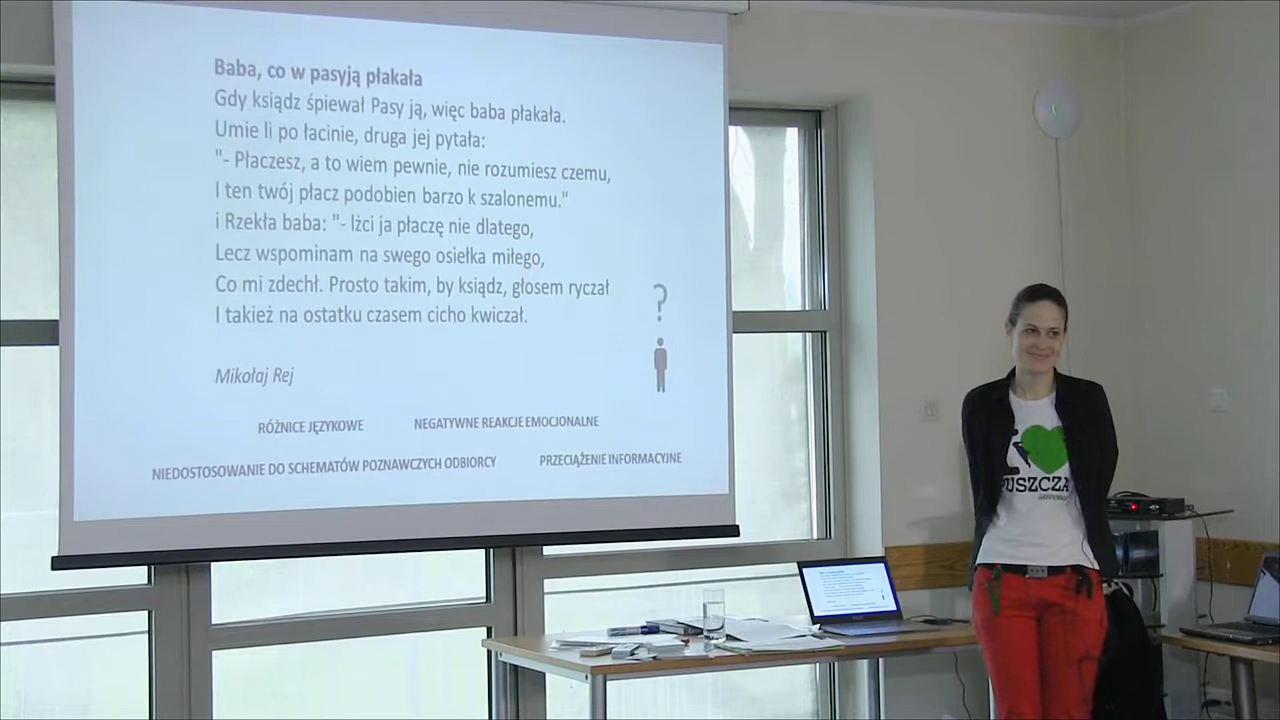 Baba, co w pasyją płakała
Gdy ksiądz śpiewał Pasy ją, więc baba płakała.
Umie li po łacinie, druga jej pytała:
"- Płaczesz, a to wiem pewnie, nie rozumiesz czemu,
I ten twój płacz podobien barzo k szalonemu."
i Rzekła baba: "- Iżci ja płaczę nie dlatego,
Lecz wspominam na swego osiełka miłego,
Co mi zdechł. Prosto takim, by ksiądz, głosem ryczał
I takież na ostatku czasem cicho kwiczał.
?
Mikołaj Rej
RÓŻNICE JĘZYKOWE
NEGATYWNE REAKCJE EMOCJONALNE
NIEDOSTOSOWANIE DO SCHEMATÓW POZNAWCZYCH ODBIORCY
PRZECIĄŻENIE INFORMACYJNE
I
PUSZCZA